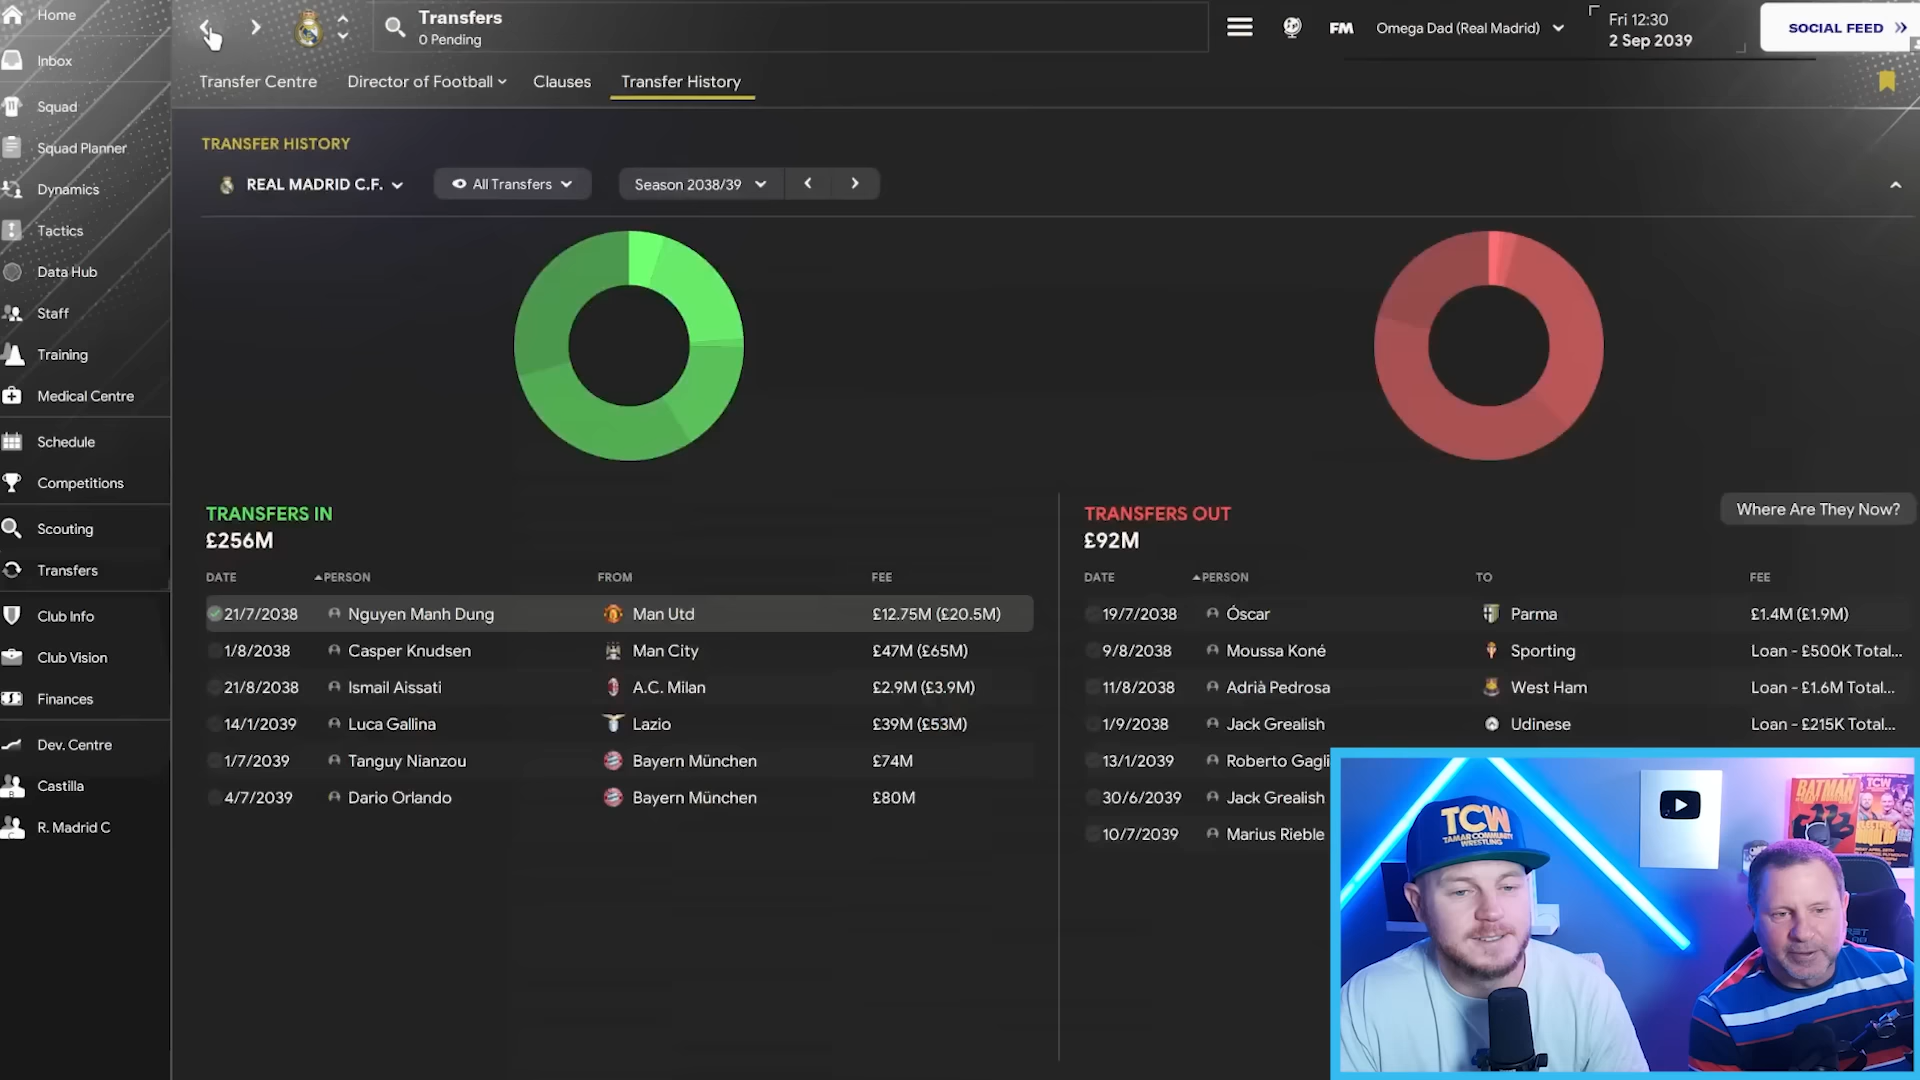 Home
Inbox
Squad
Squad Planner
Dynamics
Tactics
Data Hub
Staff
Training
Medical Centre
Schedule
Competitions
Scouting
Transfers
Club Info
Club Vision
Finances
Dev. Centre
Castilla
R. Madrid C
Transfers
0 Pending
FM
Omega Dad (Real Madrid)
Fri 12:30
2 Sep 2039
SOCIAL FEED
Transfer Centre Director of Football Clauses Transfer History
TRANSFER HISTORY
REAL MADRID C.F. All Transfers Season 2038/39
TRANSFERS IN
£256M
DATE PERSON FROM FEE
21/7/2038 Nguyen Manh Dung Man Utd £12.75M (£20.5M)
1/8/2038 Casper Knudsen Man City £47M (£65M)
21/8/2038 Ismail Aissati A.C. Milan £2.9M (£3.9M)
14/1/2039 Luca Gallina Lazio £39M (£53M)
1/7/2039 Tanguy Nianzou Bayern München £74M
4/7/2039 Dario Orlando Bayern München £80M
TRANSFERS OUT
£92M
Where Are They Now?
DATE PERSON TO FEE
19/7/2038 Óscar Parma £1.4M (£1.9M)
9/8/2038 Moussa Koné Sporting Loan - £500K Total...
11/8/2038 Adrià Pedrosa West Ham Loan - £1.6M Total...
1/9/2038 Jack Grealish Udinese Loan - £215K Total...
13/1/2039 Roberto Gagli
30/6/2039 Jack Grealish
10/7/2039 Marius Rieble
TCW
TAMAR COMMUNITY
WRESTLING
BATMAN
TCW